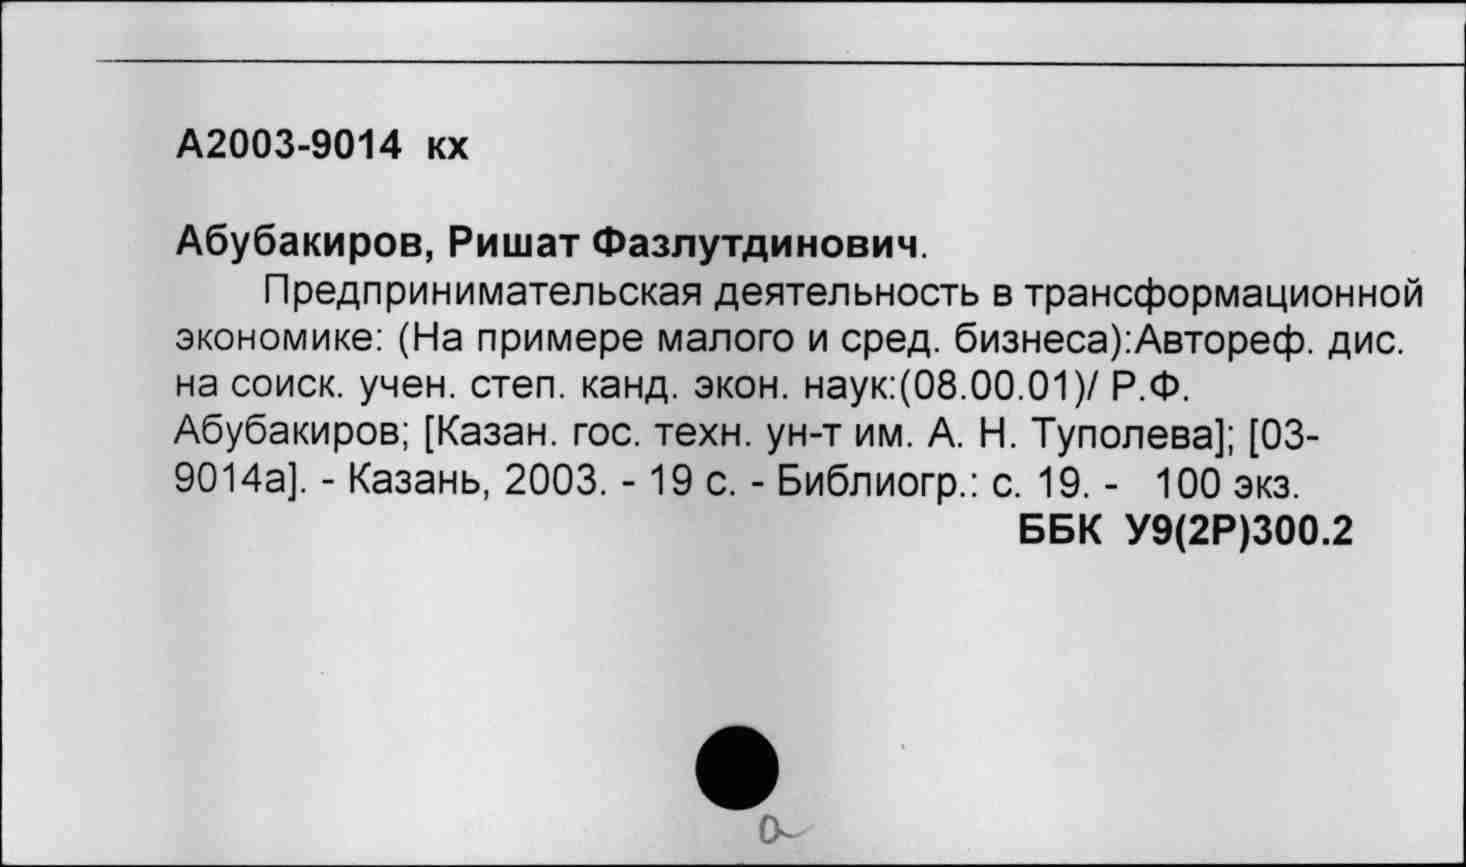 А2003-9014 кх
Абубакиров, Ришат Фазлутдинович.
Предпринимательская деятельность в трансформационной
экономике: (На примере малого и сред. бизнеса):Автореф. дис.
на соиск. учен. степ. канд. экон. наук:(08.00.01)/ Р.Ф.
Абубакиров; [Казан. гос. техн. ун-т им. А. Н. Туполева]; [03-
9014а]. - Казань, 2003. - 19 с. - Библиогр.: с. 19. - 100 экз.
ББК У9(2Р)300.2